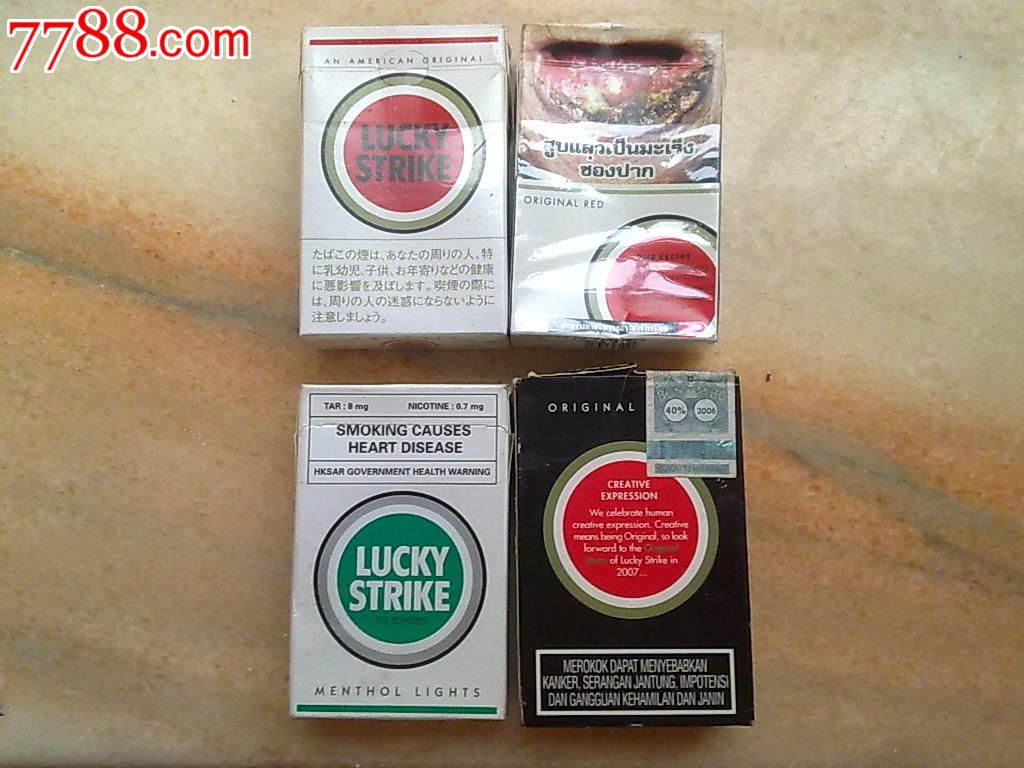 7788.com
AN AMERICAN ORIGINAL
LUCKY
STRIKE
たばこの煙は、あなたの周りの人、特
に乳幼児、子供、お年寄りなどの健康
に悪影響を及ぼします。喫煙の際に
は、周りの人の迷惑にならないように
注意しましょう。
สูบแล้วเป็นมะเร็ง
ช่องปาก
ORIGINAL RED
OUR RECIPE
TAR : 8 mg NICOTINE : 0.7 mg
SMOKING CAUSES
HEART DISEASE
HKSAR GOVERNMENT HEALTH WARNING
LUCKY
STRIKE
IT'S TOASTED
MENTHOL LIGHTS
ORIGINAL
40% 2006
CREATIVE
EXPRESSION
We celebrate human
creative expression. Creative
means being Original, so look
forward to the Original
of Lucky Strike in
2007...
MEROKOK DAPAT MENYEBABKAN
KANKER, SERANGAN JANTUNG, IMPOTENSI
DAN GANGGUAN KEHAMILAN DAN JANIN